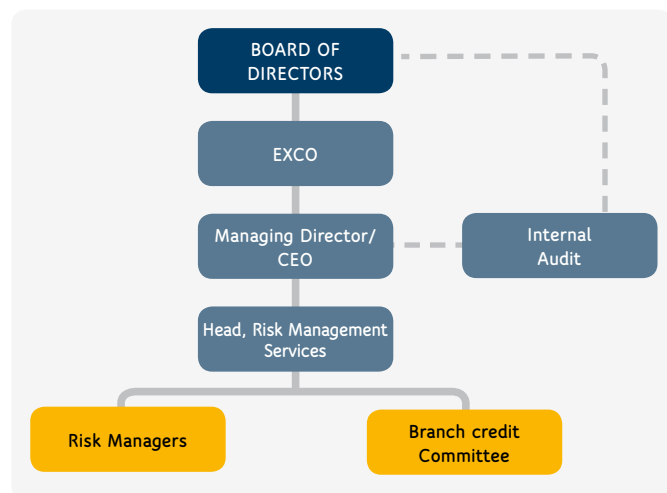 BOARD OF
DIRECTORS
EXCO
Managing Director/
CEO
Internal
Audit
Head, Risk Management
Services
Risk Managers
Branch credit
Committee